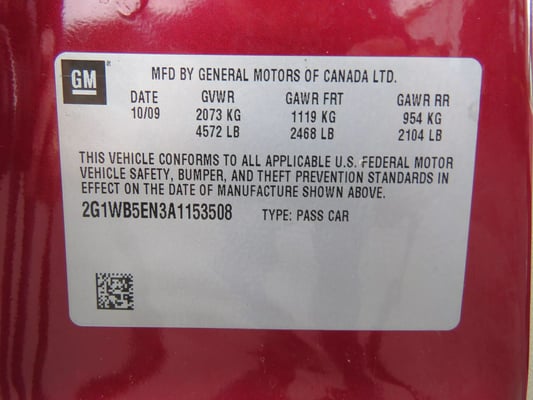 GM
MFD BY GENERAL MOTORS OF CANADA LTD.
DATE GVWR GAWR FRT GAWR RR
10/09 2073 KG 1119 KG 954 KG
4572 LB 2468 LB 2104 LB
THIS VEHICLE CONFORMS TO ALL APPLICABLE U.S. FEDERAL MOTOR
VEHICLE SAFETY, BUMPER, AND THEFT PREVENTION STANDARDS IN
EFFECT ON THE DATE OF MANUFACTURE SHOWN ABOVE.
2G1WB5EN3A1153508 TYPE: PASS CAR